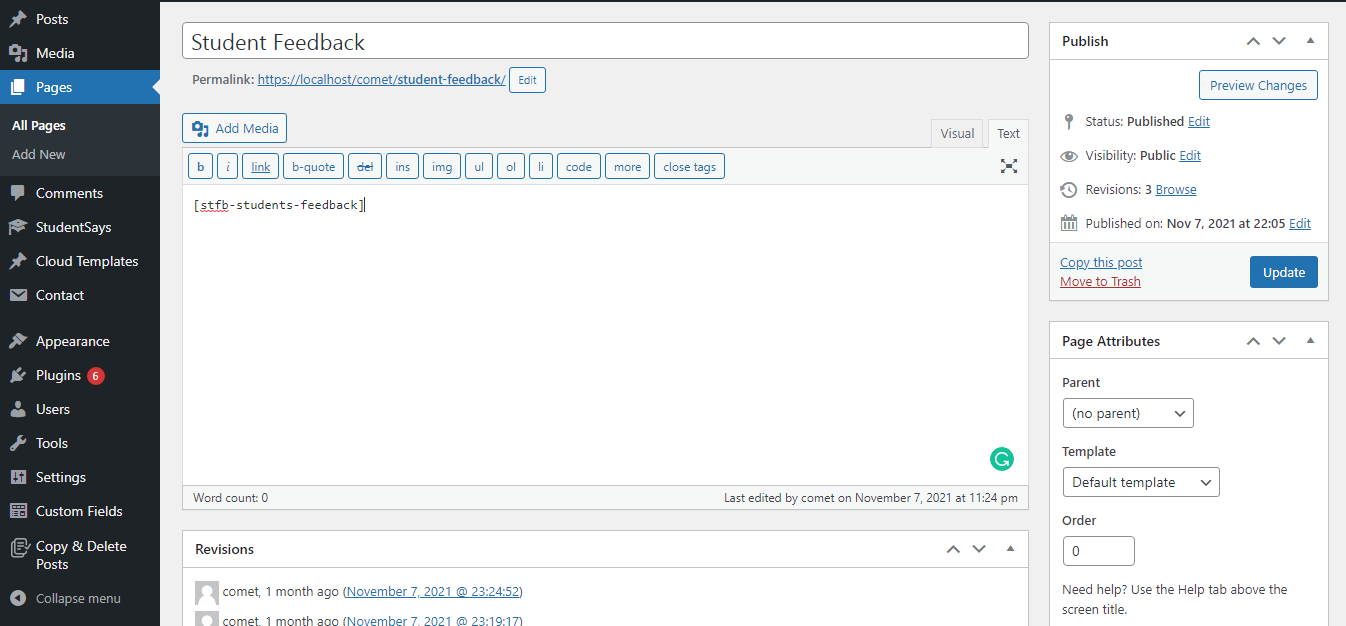 Posts
Media
Pages
All Pages
Add New
Comments
StudentSays
Cloud Templates
Contact
Appearance
Plugins 6
Users
Tools
Settings
Custom Fields
Copy & Delete
Posts
Collapse menu
Student Feedback
Permalink: https://localhost/comet/student-feedback/ Edit
Add Media
Visual Text
b i link b-quote del ins img ul ol li code more close tags
[stfb-students-feedback]
Word count: 0 Last edited by comet on November 7, 2021 at 11:24 pm
Revisions
comet, 1 month ago (November 7, 2021 @ 23:24:52)
comet, 1 month ago (November 7, 2021 @ 23:19:17)
Publish
Preview Changes
Status: Published Edit
Visibility: Public Edit
Revisions: 3 Browse
Published on: Nov 7, 2021 at 22:05 Edit
Copy this post
Move to Trash
Update
Page Attributes
Parent
(no parent)
Template
Default template
Order
0
Need help? Use the Help tab above the
screen title.